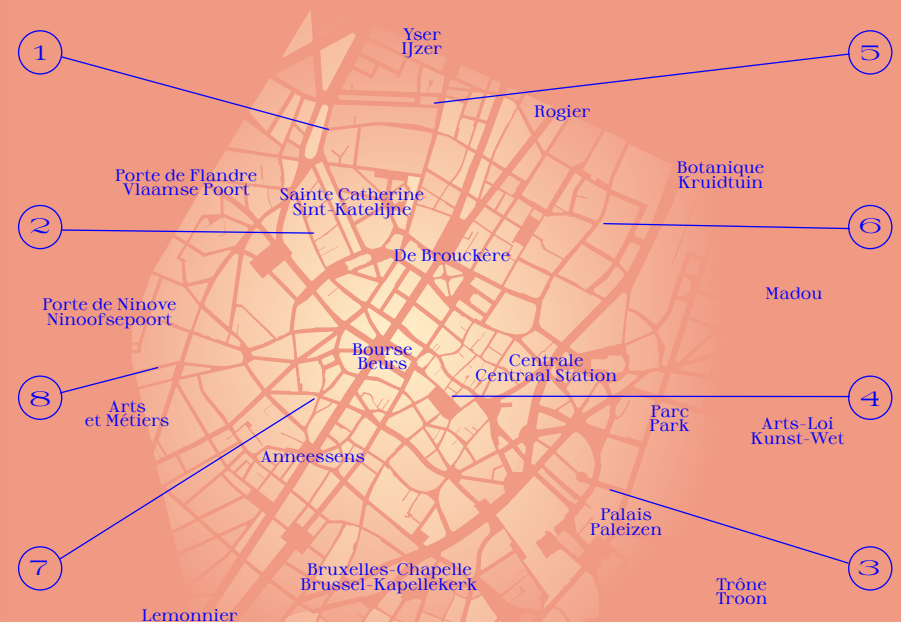 Yser
IJzer
1
5
Rogier
Porte de Flandre
Vlaamse Poort
Botanique
Kruidtuin
Sainte Catherine
Sint-Katelijne
2
6
De Brouckère
Porte de Ninove
Ninoofsepoort
Madou
Bourse
Beurs
Centrale
Centraal Station
8
4
Arts
et Métiers
Parc
Park
Arts-Loi
Kunst-Wet
Anneessens
Palais
Paleizen
7
3
Bruxelles-Chapelle
Brussel-Kapellekerk
Trône
Troon
Lemonnier